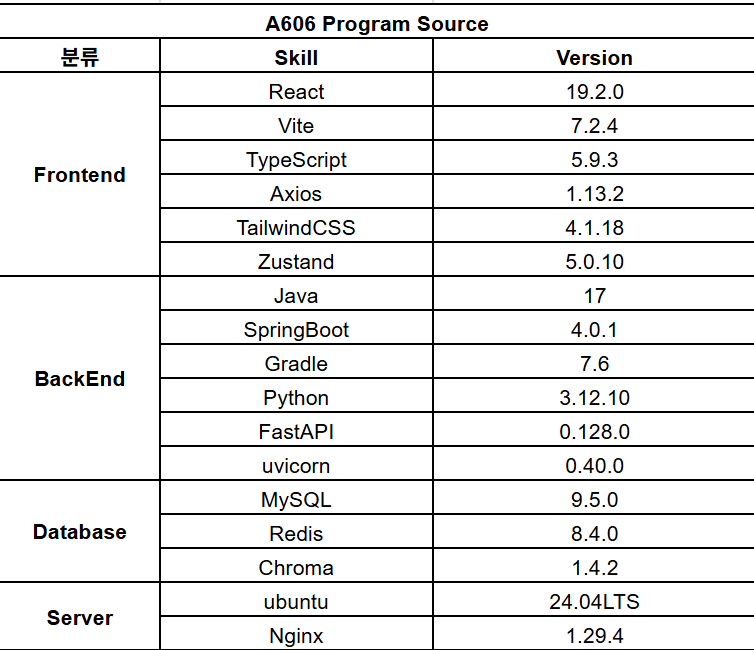 A606 Program Source
분류 Skill Version
Frontend React 19.2.0
Vite 7.2.4
TypeScript 5.9.3
Axios 1.13.2
TailwindCSS 4.1.18
Zustand 5.0.10
BackEnd Java 17
SpringBoot 4.0.1
Gradle 7.6
Python 3.12.10
FastAPI 0.128.0
uvicorn 0.40.0
Database MySQL 9.5.0
Redis 8.4.0
Chroma 1.4.2
Server ubuntu 24.04LTS
Nginx 1.29.4